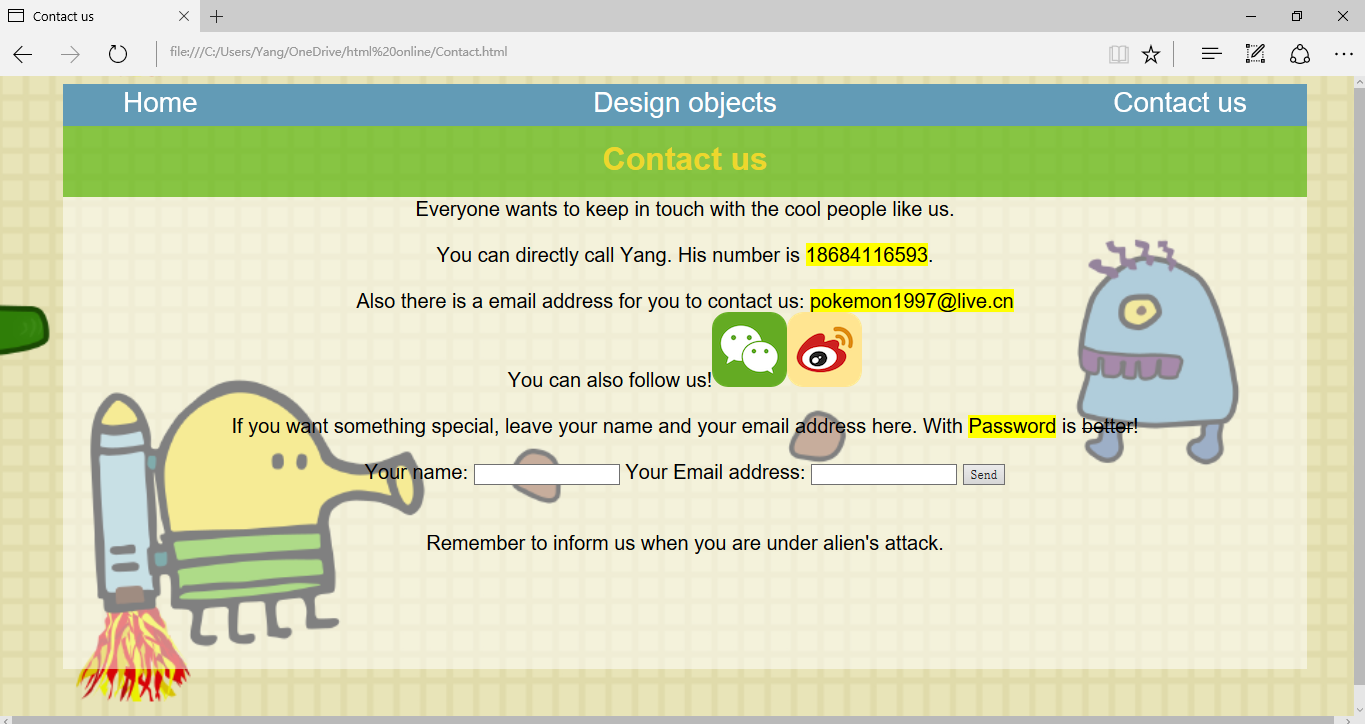 Contact us
file:///C:/Users/Yang/OneDrive/html%20online/Contact.html
Home Design objects Contact us
Contact us
Everyone wants to keep in touch with the cool people like us.
You can directly call Yang. His number is 18684116593.
Also there is a email address for you to contact us: pokemon1997@live.cn
You can also follow us!
If you want something special, leave your name and your email address here. With Password is better!
Your name: Your Email address: Send
Remember to inform us when you are under alien's attack.